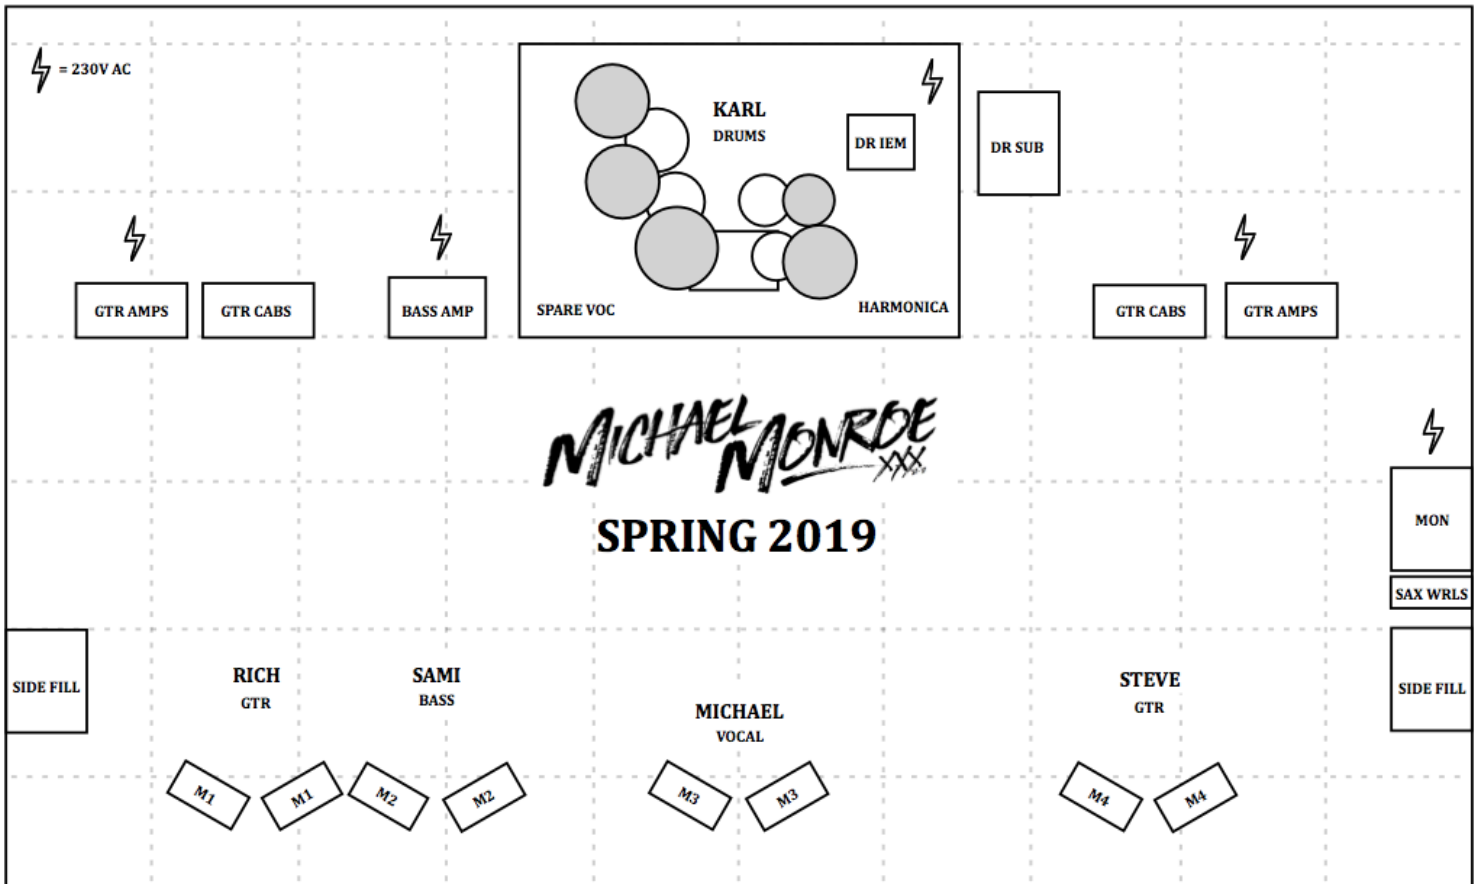 = 230V AC
KARL
DRUMS
DR IEM
DR SUB
SPARE VOC
HARMONICA
GTR AMPS
GTR CABS
BASS AMP
GTR CABS
GTR AMPS
MICHAEL
MONROE
XXX
SPRING 2019
MON
SAX WRLS
SIDE FILL
SIDE FILL
RICH
GTR
SAMI
BASS
MICHAEL
VOCAL
STEVE
GTR
M1
M1
M2
M2
M3
M3
M4
M4